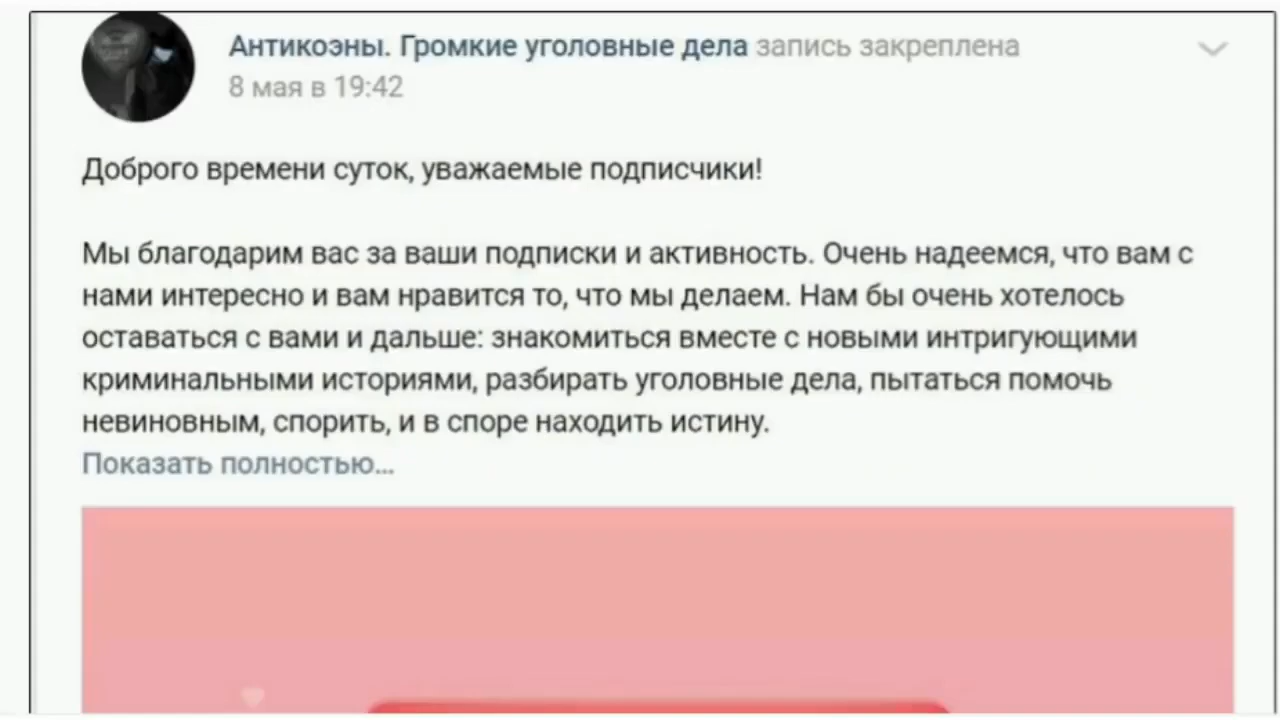 Антикоэны. Громкие уголовные дела запись закреплена
8 мая в 19:42
Доброго времени суток, уважаемые подписчики!
Мы благодарим вас за ваши подписки и активность. Очень надеемся, что вам с
нами интересно и вам нравится то, что мы делаем. Нам бы очень хотелось
оставаться с вами и дальше: знакомиться вместе с новыми интригующими
криминальными историями, разбирать уголовные дела, пытаться помочь
невиновным, спорить, и в споре находить истину.
Показать полностью...